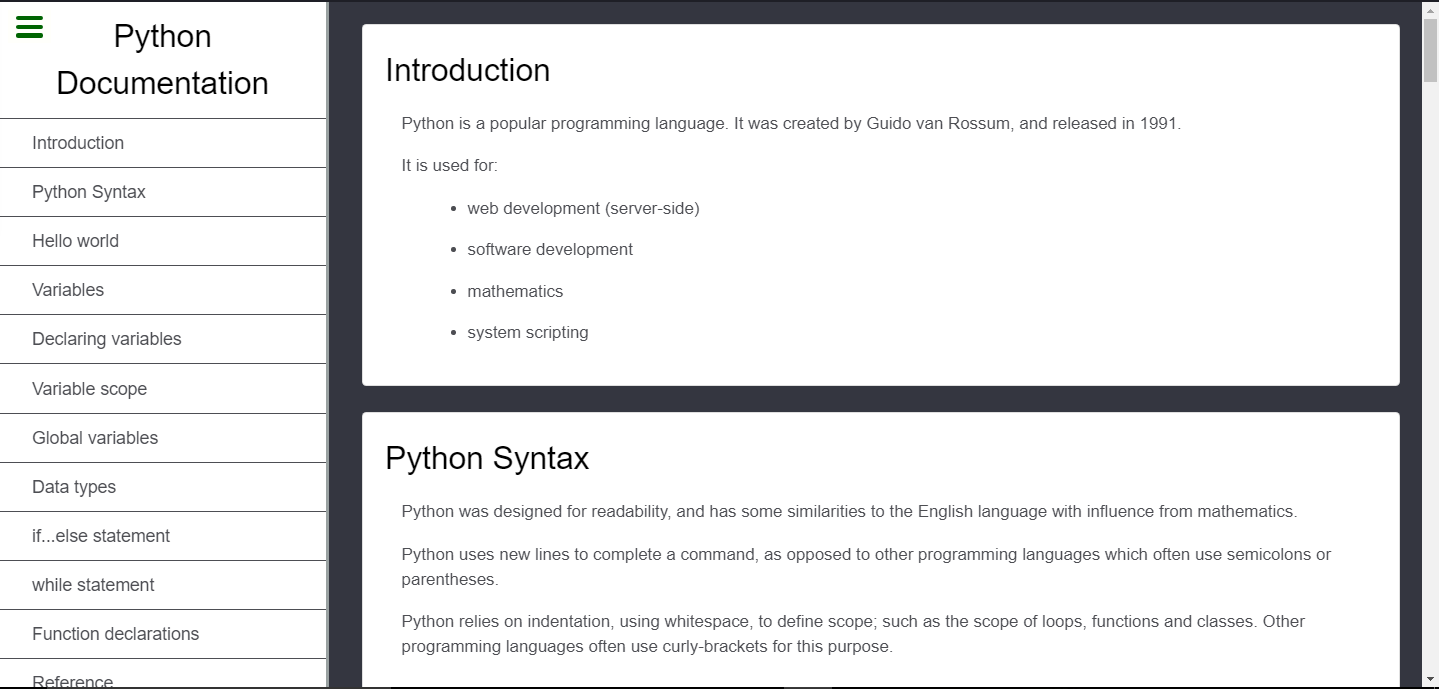 Python
Documentation
Introduction
Python Syntax
Hello world
Variables
Declaring variables
Variable scope
Global variables
Data types
if...else statement
while statement
Function declarations
Reference
Introduction
Python is a popular programming language. It was created by Guido van Rossum, and released in 1991.
It is used for:
• web development (server-side)
• software development
• mathematics
• system scripting
Python Syntax
Python was designed for readability, and has some similarities to the English language with influence from mathematics.
Python uses new lines to complete a command, as opposed to other programming languages which often use semicolons or
parentheses.
Python relies on indentation, using whitespace, to define scope; such as the scope of loops, functions and classes. Other
programming languages often use curly-brackets for this purpose.